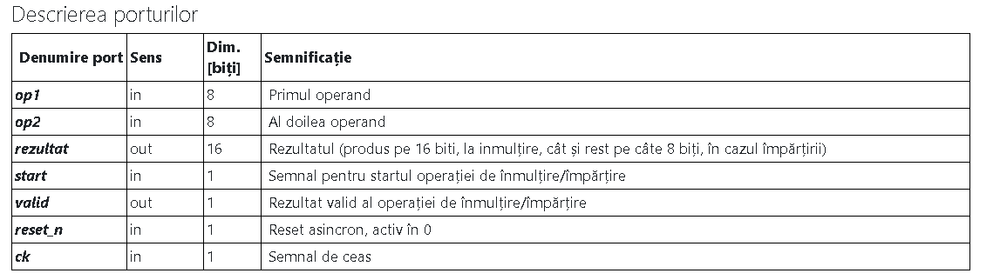 Descrierea porturilor
Denumire port Sens Dim. [biți] Semnificație
op1 in 8 Primul operand
op2 in 8 Al doilea operand
rezultat out 16 Rezultatul (produs pe 16 biti, la inmulțire, cât și rest pe câte 8 biți, în cazul împărțirii)
start in 1 Semnal pentru startul operației de înmulțire/împărțire
valid out 1 Rezultat valid al operației de înmulțire/împărțire
reset_n in 1 Reset asincron, activ în 0
ck in 1 Semnal de ceas